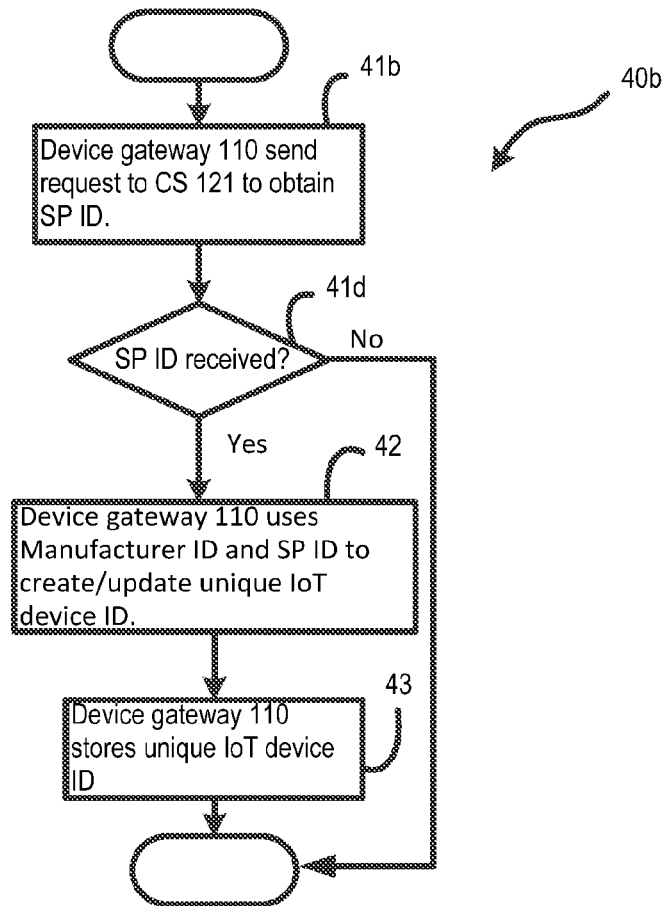 41b
40b
Device gateway 110 send
request to CS 121 to obtain
SP ID.
41d
SP ID received?
No
Yes
42
Device gateway 110 uses
Manufacturer ID and SP ID to
create/update unique IoT
device ID.
43
Device gateway 110
stores unique IoT device
ID